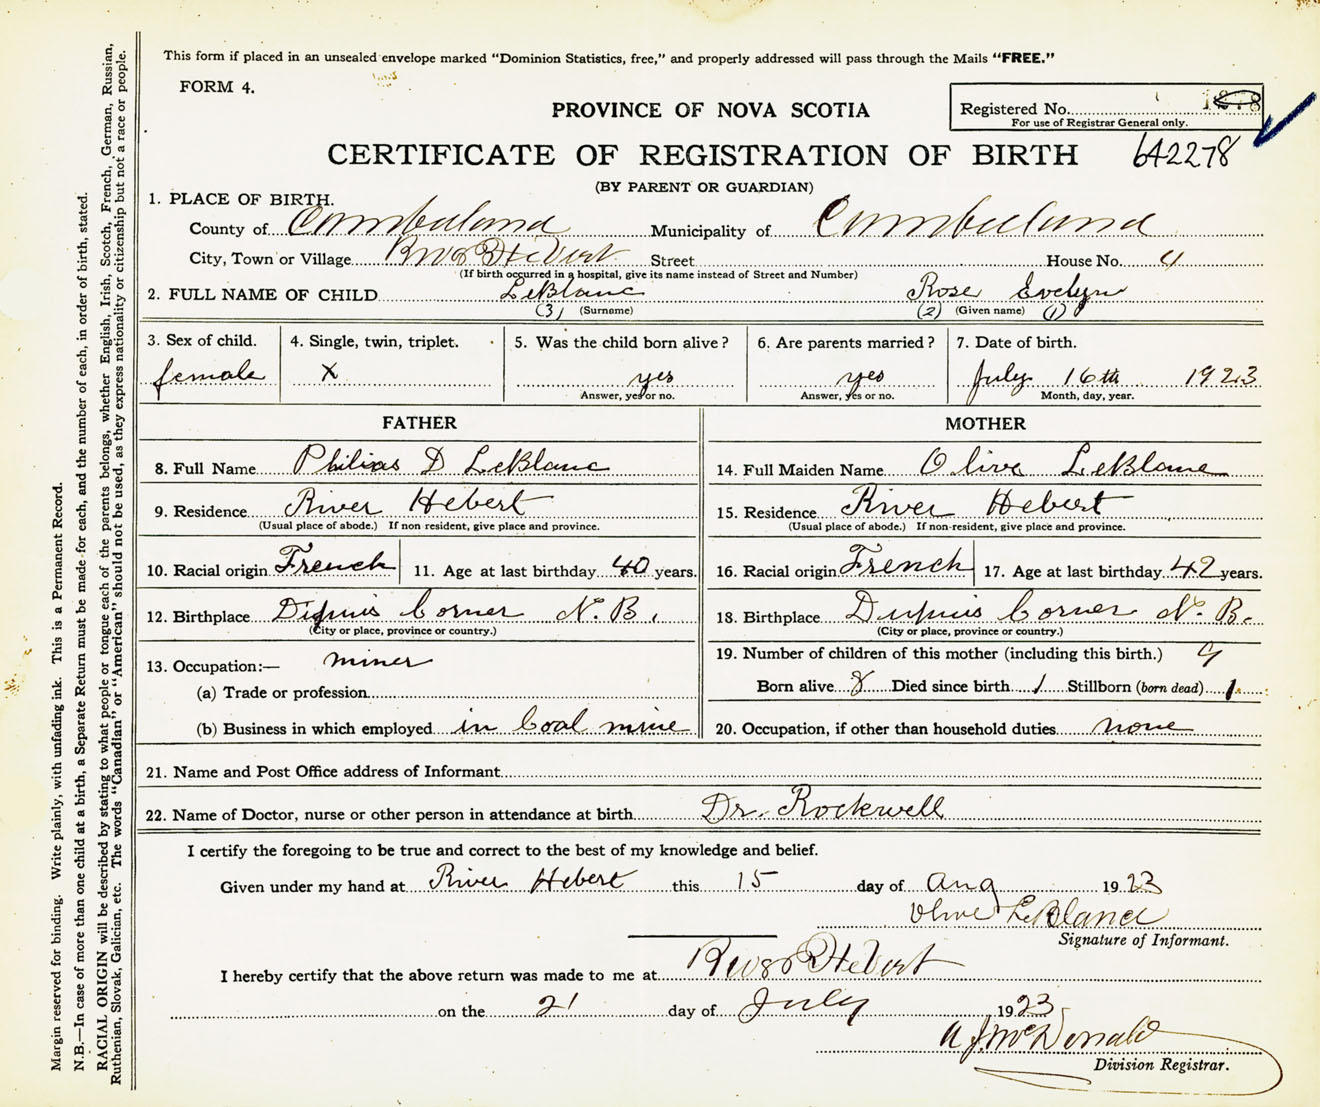 This form if placed in an unsealed envelope marked "Dominion Statistics, free," and properly addressed will pass through the Mails "FREE."
FORM 4.
PROVINCE OF NOVA SCOTIA
Registered No.
For use of Registrar General only.
CERTIFICATE OF REGISTRATION OF BIRTH 642278
(BY PARENT OR GUARDIAN)
1. PLACE OF BIRTH.
County of Cumberland Municipality of Cumberland
City, Town or Village River Hebert Street House No.
(If birth occurred in a hospital, give its name instead of Street and Number)
2. FULL NAME OF CHILD LeBlanc Rose Evelyn
(3) (Surname) (2) (Given name) (1)
3. Sex of child. 4. Single, twin, triplet. 5. Was the child born alive? 6. Are parents married? 7. Date of birth.
female X yes yes July 16th 1923
Answer, yes or no. Answer, yes or no. Month, day, year.
FATHER MOTHER
8. Full Name Philias D LeBlanc 14. Full Maiden Name Olive LeBlanc
9. Residence River Hebert 15. Residence River Hebert
(Usual place of abode.) If non-resident, give place and province. (Usual place of abode.) If non-resident, give place and province.
10. Racial origin French 11. Age at last birthday 40 years. 16. Racial origin French 17. Age at last birthday 42 years.
12. Birthplace Dupuis Corner N.B. 18. Birthplace Dupuis Corner N.B.
(City or place, province or country.) (City or place, province or country.)
13. Occupation:— miner 19. Number of children of this mother (including this birth.) 9
(a) Trade or profession Born alive 8 Died since birth 1 Stillborn (born dead) 1
(b) Business in which employed in Coal mine 20. Occupation, if other than household duties none
21. Name and Post Office address of Informant
22. Name of Doctor, nurse or other person in attendance at birth Dr. Rockwell
I certify the foregoing to be true and correct to the best of my knowledge and belief.
Given under my hand at River Hebert this 15 day of Aug 1923
Olive LeBlanc
Signature of Informant.
I hereby certify that the above return was made to me at River Hebert
on the 21 day of July 1923
A. J. McDonald
Division Registrar.
Margin reserved for binding. Write plainly, with unfading ink. This is a Permanent Record.
N.B.—In case of more than one child at a birth, a Separate Return must be made for each, and the number of each, in order of birth, stated.
RACIAL ORIGIN will be described by stating to what people or tongue each of the parents belongs, whether English, Irish, Scotch, French, German, Russian,
Ruthenian, Slovak, Galician, etc. The words "Canadian" or "American" should not be used, as they express nationality or citizenship but not a race or people.